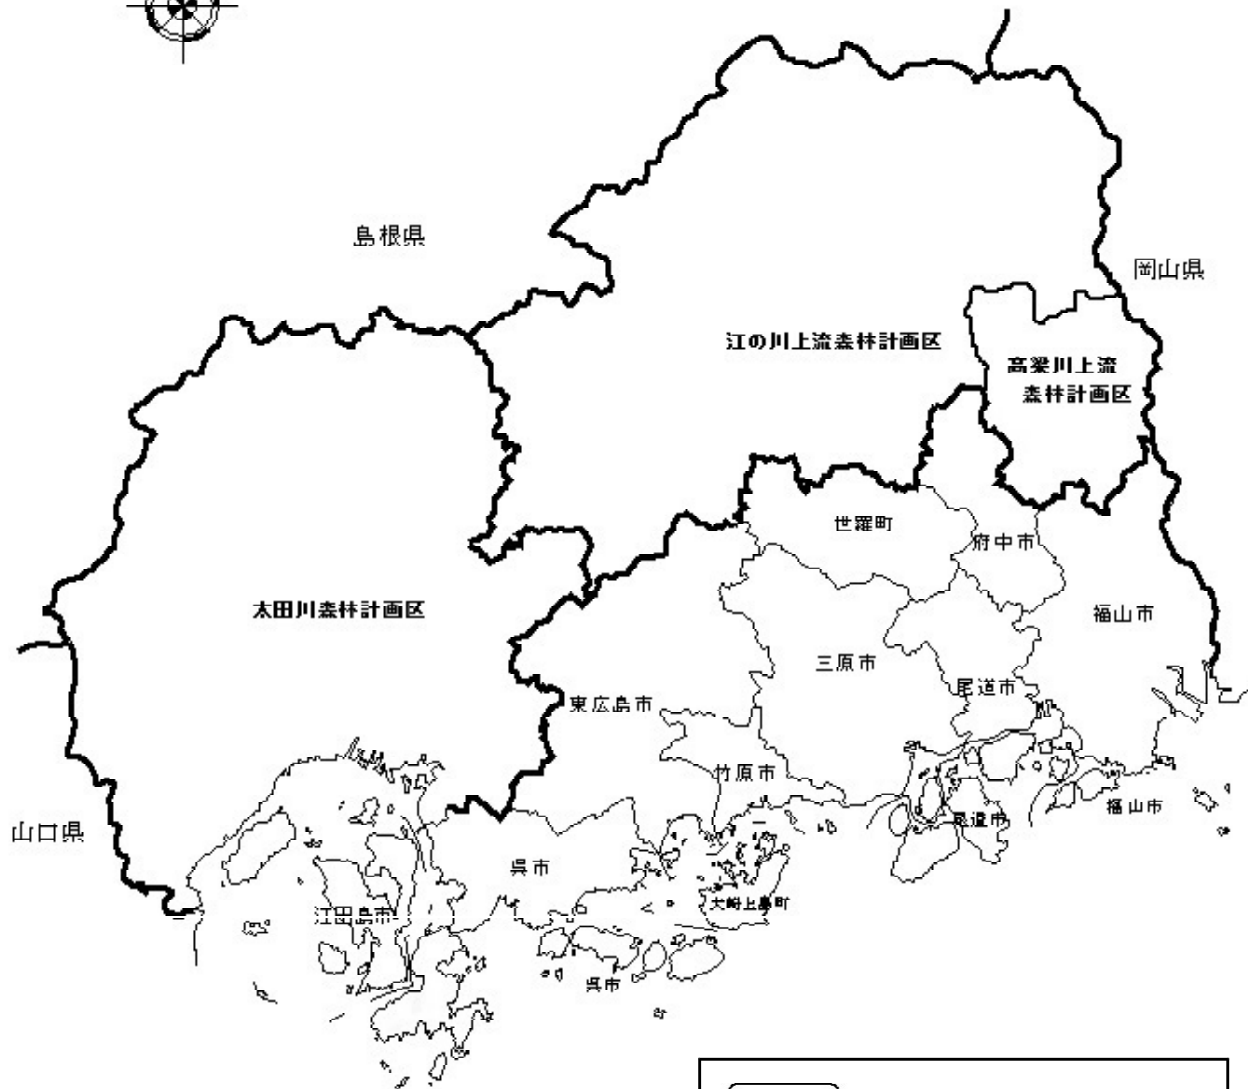 島根県
岡山県
江の川上流森林計画区
高梁川上流
森林計画区
世羅町
府中市
太田川森林計画区
福山市
三原市
尾道市
東広島市
竹原市
福山市
尾道市
山口県
呉市
大崎上島町
江田島市
呉市